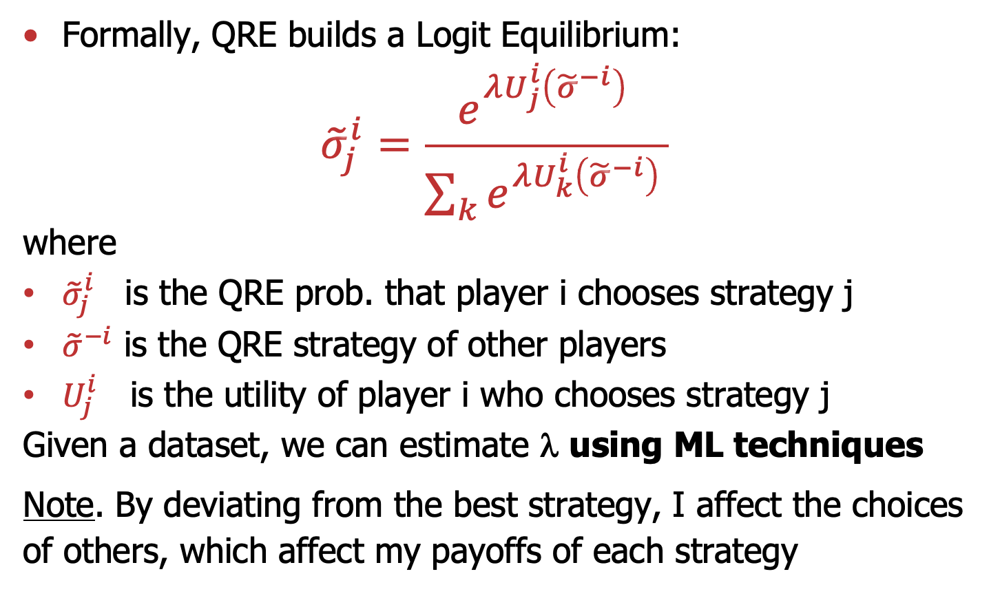 • Formally, QRE builds a Logit Equilibrium:
$\tilde{\sigma}_j^i = \frac{e^{\lambda U_j^i(\tilde{\sigma}^{-i})}}{\sum_k e^{\lambda U_k^i(\tilde{\sigma}^{-i})}}$
where
• $\tilde{\sigma}_j^i$ is the QRE prob. that player i chooses strategy j
• $\tilde{\sigma}^{-i}$ is the QRE strategy of other players
• $U_j^i$ is the utility of player i who chooses strategy j
Given a dataset, we can estimate λ using ML techniques
Note. By deviating from the best strategy, I affect the choices
of others, which affect my payoffs of each strategy